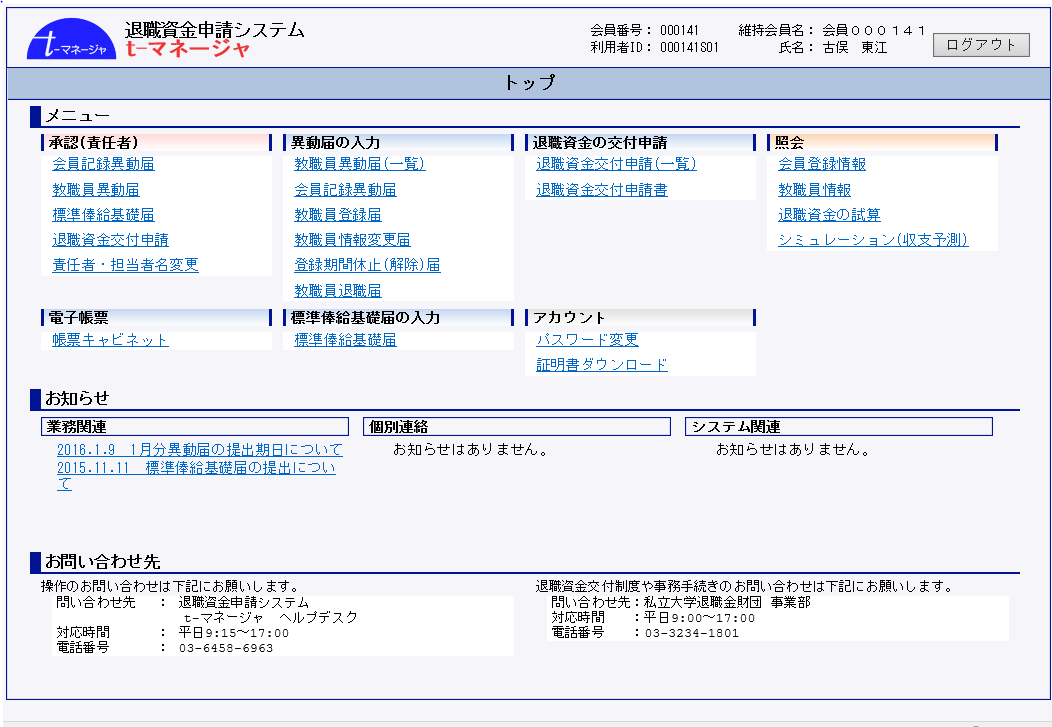 退職資金申請システム
t-マネージャ
t-マネージャ
会員番号： 000141 維持会員名： 会員０００１４１
利用者ID： 000141S01 氏名： 古俣 東江
ログアウト
トップ
メニュー
承認(責任者)
会員記録異動届
教職員異動届
標準俸給基礎届
退職資金交付申請
責任者・担当者名変更
異動届の入力
教職員異動届(一覧)
会員記録異動届
教職員登録届
教職員情報変更届
登録期間休止(解除)届
教職員退職届
退職資金の交付申請
退職資金交付申請(一覧)
退職資金交付申請書
照会
会員登録情報
教職員情報
退職資金の試算
シミュレーション(収支予測)
電子帳票
帳票キャビネット
標準俸給基礎届の入力
標準俸給基礎届
アカウント
パスワード変更
証明書ダウンロード
お知らせ
業務関連
2016.1.9　1月分異動届の提出期日について
2015.11.11　標準俸給基礎届の提出につい
て
個別連絡
お知らせはありません。
システム関連
お知らせはありません。
お問い合わせ先
操作のお問い合わせは下記にお願いします。
問い合わせ先　： 退職資金申請システム
t-マネージャ　ヘルプデスク
対応時間　　　： 平日9:15～17:00
電話番号　　　： 03-6458-6963
退職資金交付制度や事務手続きのお問い合わせは下記にお願いします。
問い合わせ先：私立大学退職金財団 事業部
対応時間　　：平日9:00～17:00
電話番号　　：03-3234-1801